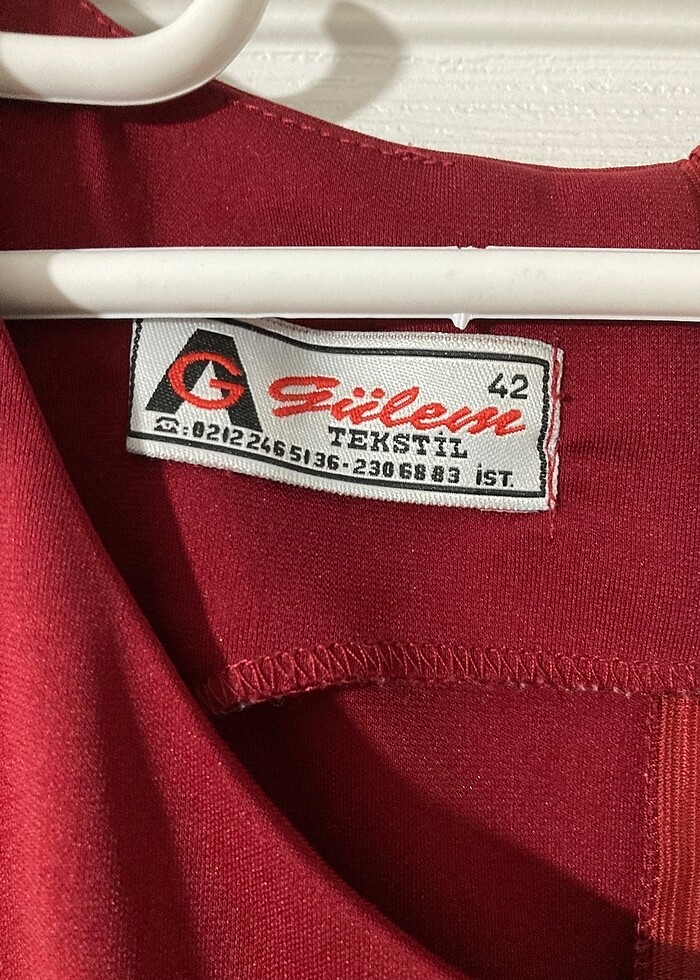 AG Gülem 42
TEKSTİL
☎:0212 246 51 36-230 68 83 İST.